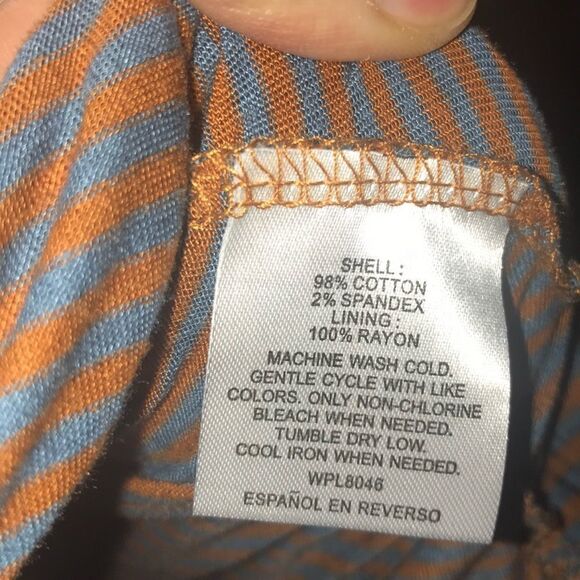 SHELL :
98% COTTON
2% SPANDEX
LINING :
100% RAYON
MACHINE WASH COLD.
GENTLE CYCLE WITH LIKE
COLORS. ONLY NON-CHLORINE
BLEACH WHEN NEEDED.
TUMBLE DRY LOW.
COOL IRON WHEN NEEDED.
WPL8046
ESPAÑOL EN REVERSO